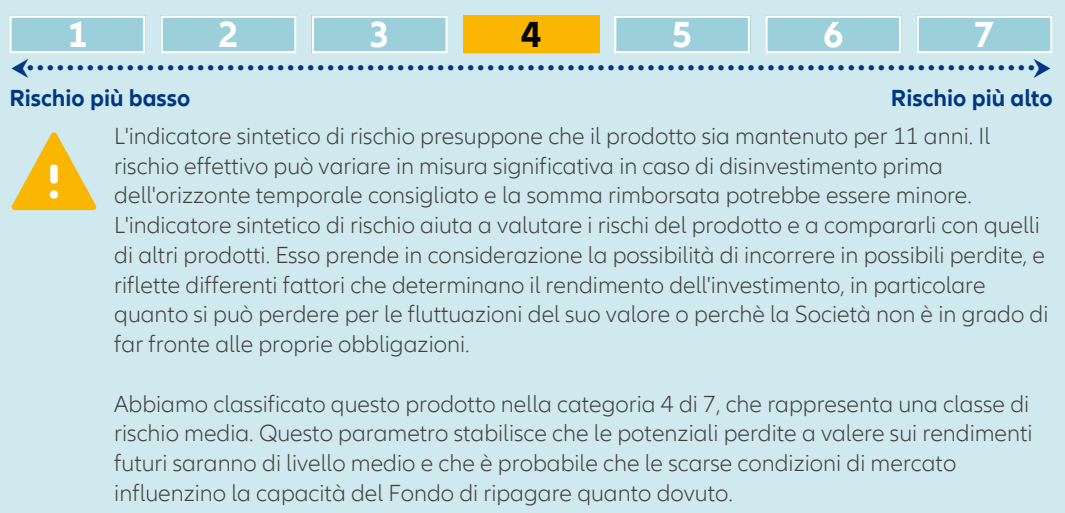 1 2 3 4 5 6 7
Rischio più basso Rischio più alto
L'indicatore sintetico di rischio presuppone che il prodotto sia mantenuto per 11 anni. Il
rischio effettivo può variare in misura significativa in caso di disinvestimento prima
dell'orizzonte temporale consigliato e la somma rimborsata potrebbe essere minore.
L'indicatore sintetico di rischio aiuta a valutare i rischi del prodotto e a compararli con quelli
di altri prodotti. Esso prende in considerazione la possibilità di incorrere in possibili perdite, e
riflette differenti fattori che determinano il rendimento dell'investimento, in particolare
quanto si può perdere per le fluttuazioni del suo valore o perchè la Società non è in grado di
far fronte alle proprie obbligazioni.
Abbiamo classificato questo prodotto nella categoria 4 di 7, che rappresenta una classe di
rischio media. Questo parametro stabilisce che le potenziali perdite a valere sui rendimenti
futuri saranno di livello medio e che è probabile che le scarse condizioni di mercato
influenzino la capacità del Fondo di ripagare quanto dovuto.